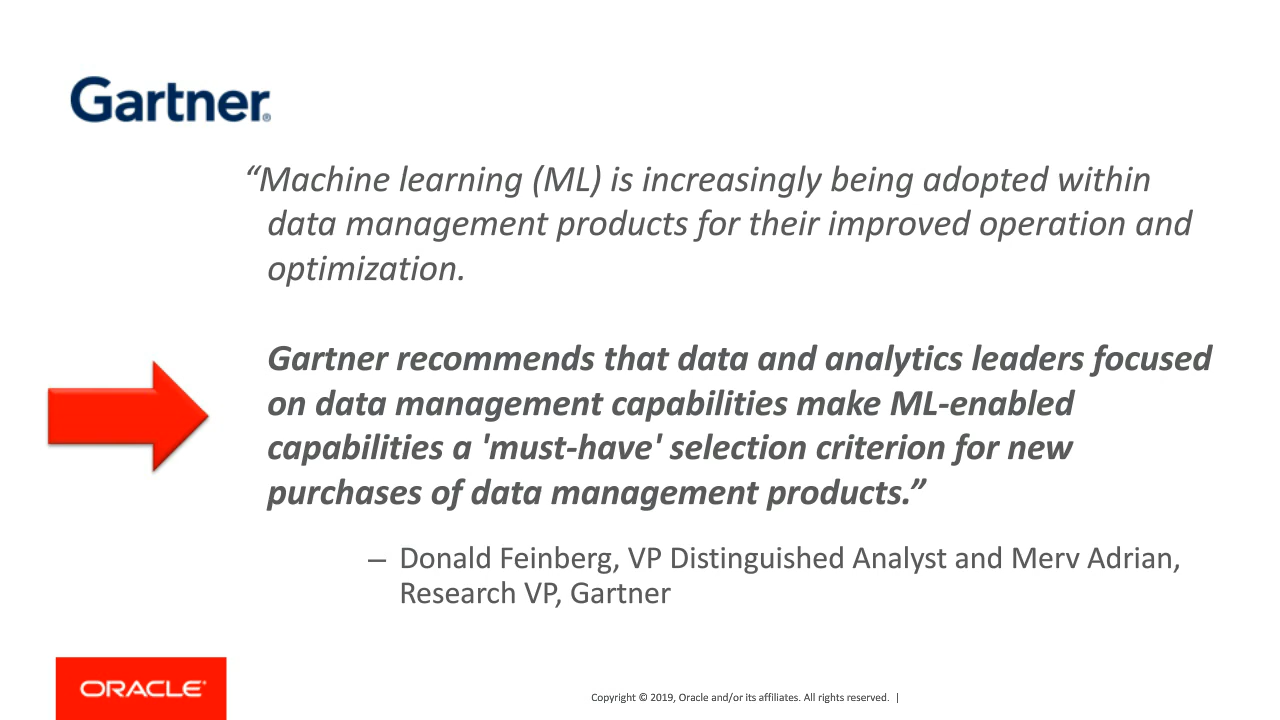 Gartner®
“Machine learning (ML) is increasingly being adopted within
data management products for their improved operation and
optimization.
Gartner recommends that data and analytics leaders focused
on data management capabilities make ML-enabled
capabilities a 'must-have' selection criterion for new
purchases of data management products.”
– Donald Feinberg, VP Distinguished Analyst and Merv Adrian,
Research VP, Gartner
ORACLE®
Copyright © 2019, Oracle and/or its affiliates. All rights reserved. |